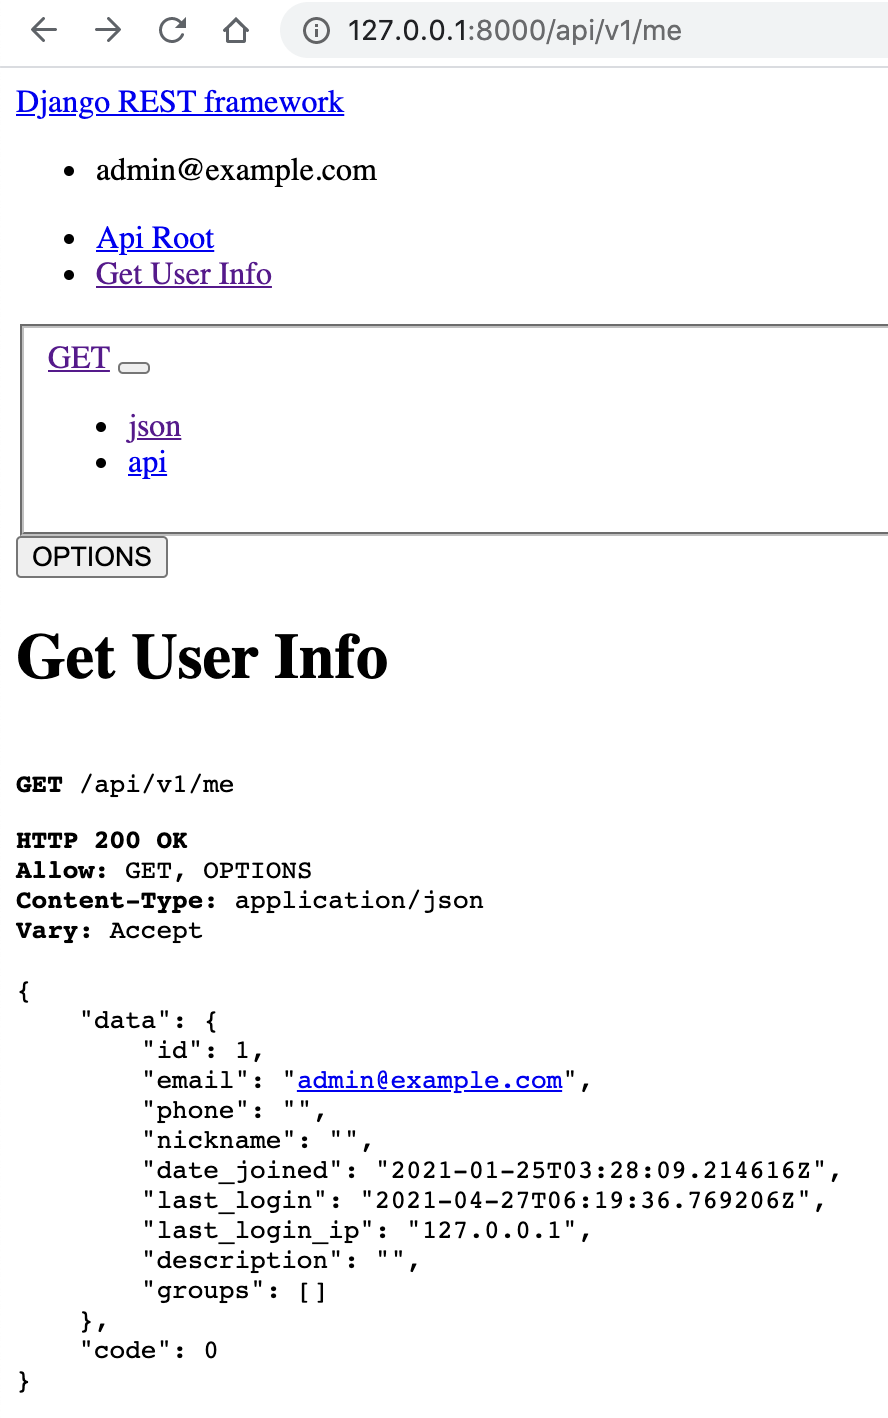 127.0.0.1:8000/api/v1/me
Django REST framework
admin@example.com
Api Root
Get User Info
GET
json
api
OPTIONS
Get User Info
GET /api/v1/me
HTTP 200 OK
Allow: GET, OPTIONS
Content-Type: application/json
Vary: Accept
{
    "data": {
        "id": 1,
        "email": "admin@example.com",
        "phone": "",
        "nickname": "",
        "date_joined": "2021-01-25T03:28:09.214616Z",
        "last_login": "2021-04-27T06:19:36.769206Z",
        "last_login_ip": "127.0.0.1",
        "description": "",
        "groups": []
    },
    "code": 0
}